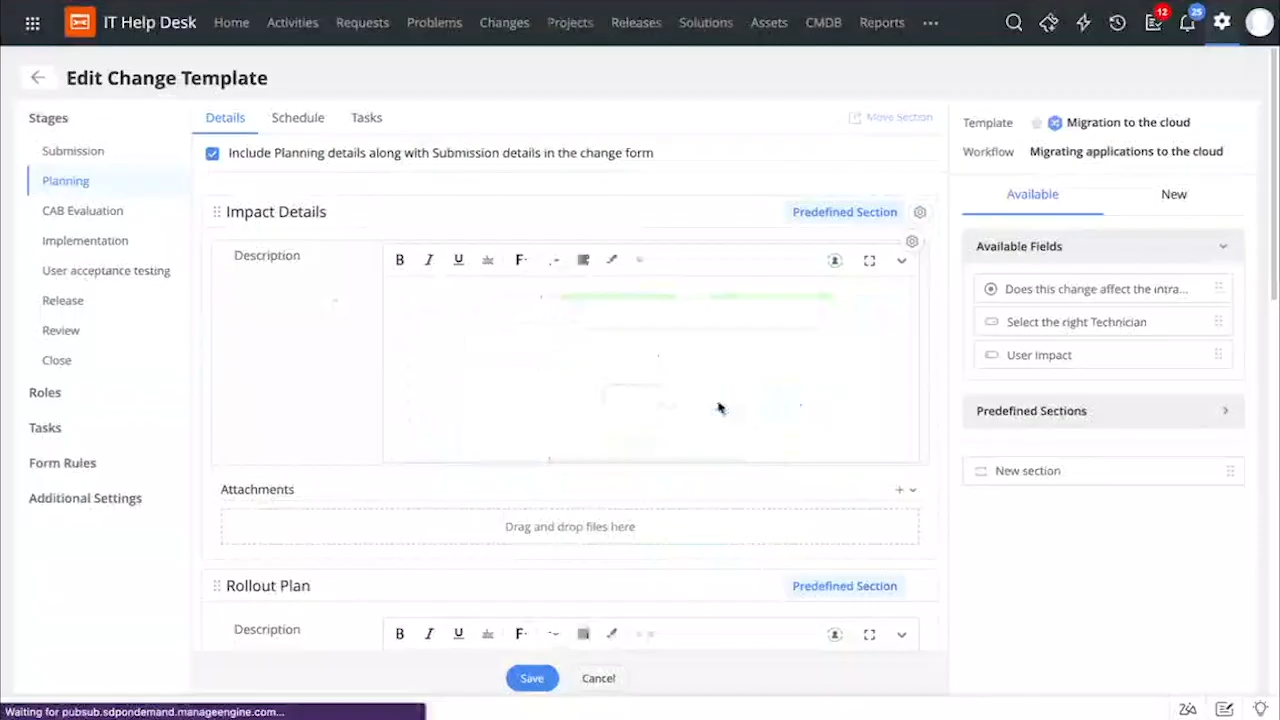 IT Help Desk Home Activities Requests Problems Changes Projects Releases Solutions Assets CMDB Reports 12 25
Edit Change Template
Stages
Submission
Planning
CAB Evaluation
Implementation
User acceptance testing
Release
Review
Close
Roles
Tasks
Form Rules
Additional Settings
Details Schedule Tasks Move Section
Include Planning details along with Submission details in the change form
Impact Details Predefined Section
Description B I U abc F
Attachments
Drag and drop files here
Rollout Plan Predefined Section
Description B I U abc F
Save Cancel
Template Migration to the cloud
Workflow Migrating applications to the cloud
Available New
Available Fields
Does this change affect the intra...
Select the right Technician
User Impact
Predefined Sections
New section
Waiting for pubsub.sdpondemand.manageengine.com...